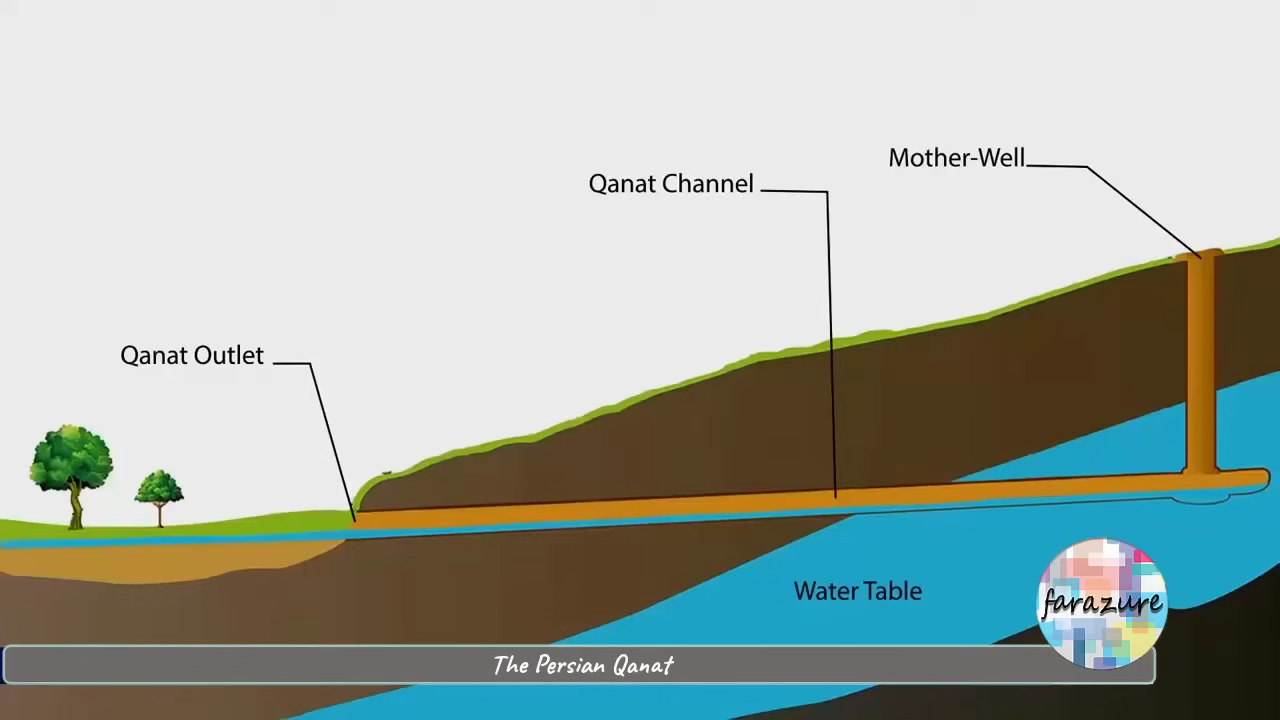 Mother-Well
Qanat Channel
Qanat Outlet
Water Table
farazure
The Persian Qanat